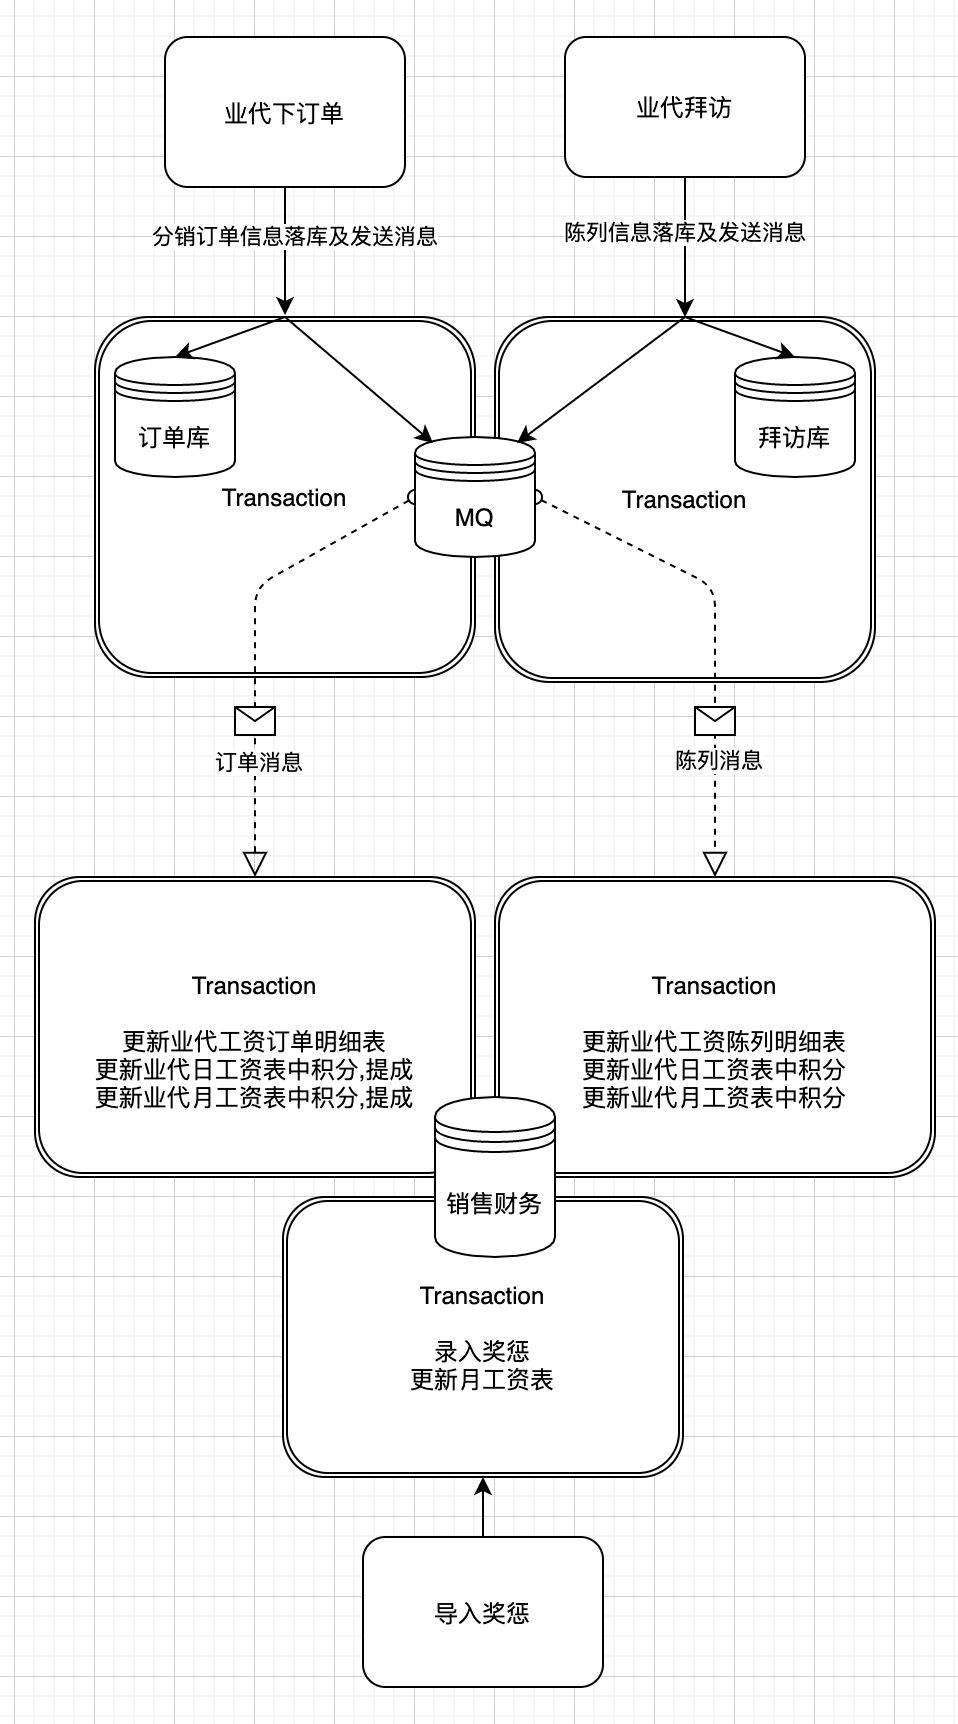 业代下订单
业代拜访
分销订单信息落库及发送消息
陈列信息落库及发送消息
订单库
拜访库
Transaction
Transaction
MQ
订单消息
陈列消息
Transaction
更新业代工资订单明细表
更新业代日工资表中积分,提成
更新业代月工资表中积分,提成
Transaction
更新业代工资陈列明细表
更新业代日工资表中积分
更新业代月工资表中积分
销售财务
Transaction
录入奖惩
更新月工资表
导入奖惩